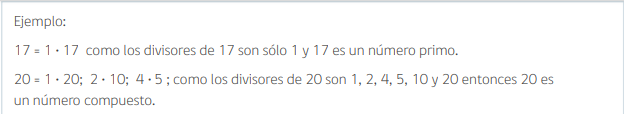 Ejemplo:
17 = 1 · 17  como los divisores de 17 son sólo 1 y 17 es un número primo.
20 = 1 · 20;  2 · 10;  4 · 5 ; como los divisores de 20 son 1, 2, 4, 5, 10 y 20 entonces 20 es
un número compuesto.